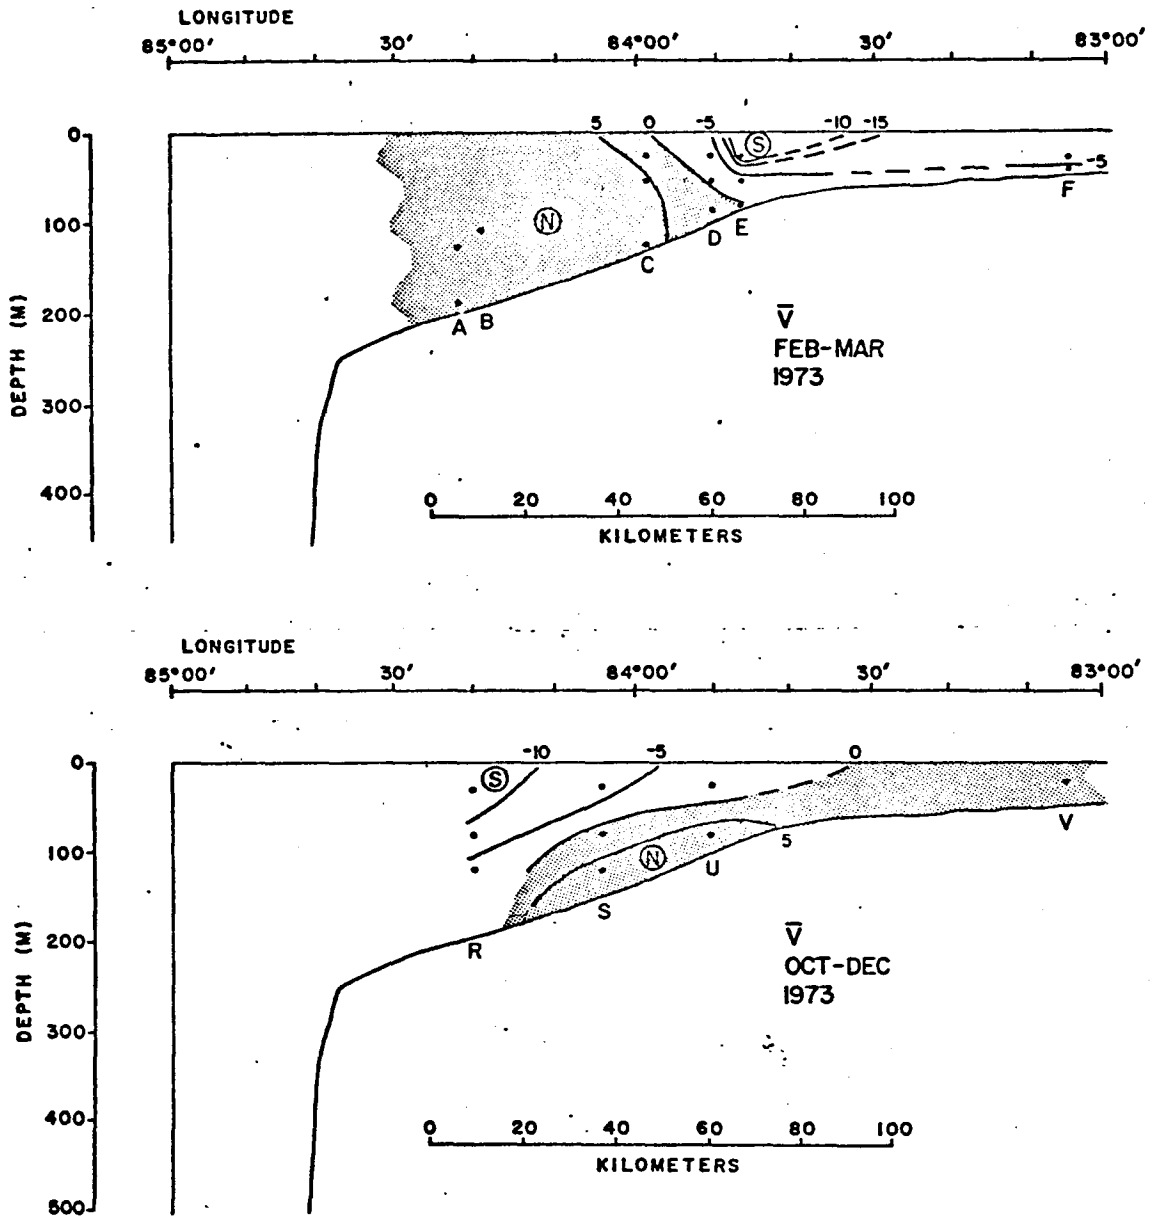 LONGITUDE
85°00' 30' 84°00' 30' 83°00'
0 5 0 -5 -10 -15
S
-5
F
100 N
E
D
C
200
A B
V̄
FEB-MAR
1973
300
400
DEPTH (M)
0 20 40 60 80 100
KILOMETERS
LONGITUDE
85°00' 30' 84°00' 30' 83°00'
0 -10 -5 0
S
V
5
100 N
U
S
200
R
V̄
OCT-DEC
1973
300
400
500
DEPTH (M)
0 20 40 60 80 100
KILOMETERS